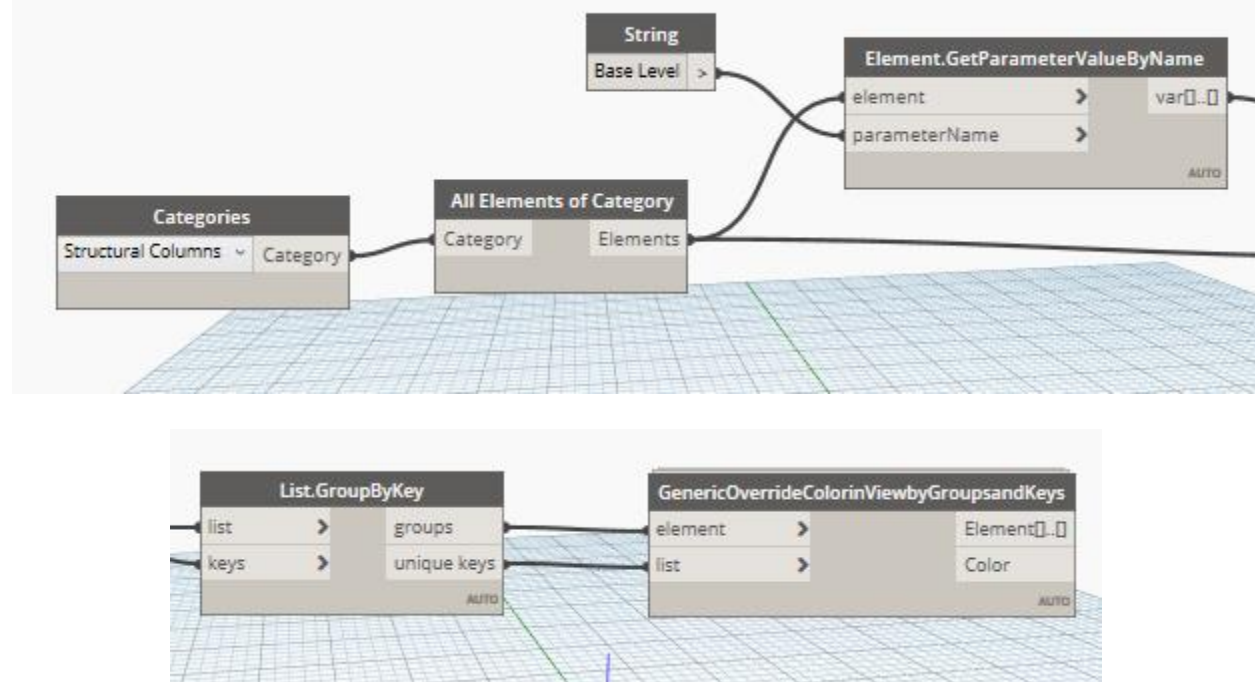 String
Base Level >
Element.GetParameterValueByName
element > var[]..[]
parameterName >
AUTO
Categories
Structural Columns Category
All Elements of Category
Category Elements
List.GroupByKey
list > groups
keys > unique keys
AUTO
GenericOverrideColorinViewbyGroupsandKeys
element > Element[]..[]
list > Color
AUTO